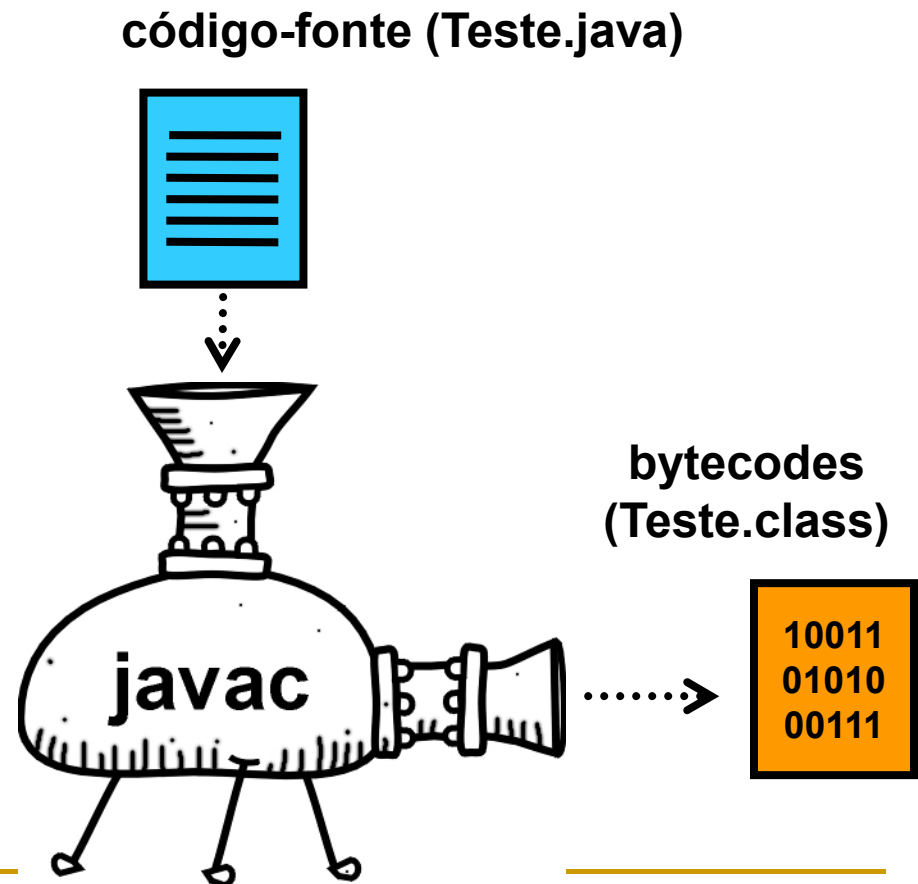 código-fonte (Teste.java)
bytecodes
(Teste.class)
javac
10011
01010
00111